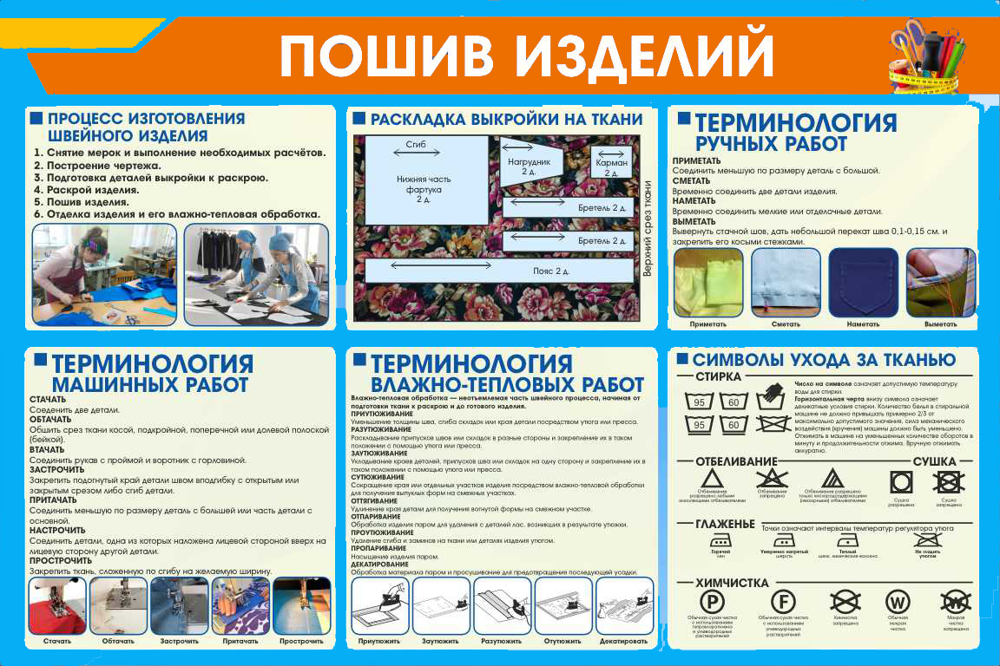 ПОШИВ ИЗДЕЛИЙ
ПРОЦЕСС ИЗГОТОВЛЕНИЯ
ШВЕЙНОГО ИЗДЕЛИЯ
1. Снятие мерок и выполнение необходимых расчётов.
2. Построение чертежа.
3. Подготовка деталей выкройки к раскрою.
4. Раскрой изделия.
5. Пошив изделия.
6. Отделка изделия и его влажно-тепловая обработка.
РАСКЛАДКА ВЫКРОЙКИ НА ТКАНИ
Сгиб
Нижняя часть
фартука
2 д.
Нагрудник
2 д.
Карман
2 д.
Бретель 2 д.
Бретель 2 д.
Пояс 2 д.
Верхний срез ткани
ТЕРМИНОЛОГИЯ
РУЧНЫХ РАБОТ
ПРИМЕТАТЬ
Соединить меньшую по размеру деталь с большой.
СМЕТАТЬ
Временно соединить две детали изделия.
НАМЕТАТЬ
Временно соединить мелкие или отделочные детали.
ВЫМЕТАТЬ
Вывернуть стачной шов, дать небольшой перекат шва 0,1-0,15 см. и
закрепить его косыми стежками.
Приметать
Сметать
Наметать
Выметать
ТЕРМИНОЛОГИЯ
МАШИННЫХ РАБОТ
СТАЧАТЬ
Соеденить две детали.
ОБТАЧАТЬ
Обшить срез ткани косой, подкройной, поперечной или долевой полоской
(бейкой).
ВТАЧАТЬ
Соединить рукав с проймой и воротник с горловиной.
ЗАСТРОЧИТЬ
Закрепить подогнутый край детали швом вподгибку с открытым или
закрытым срезом либо сгиб детали.
ПРИТАЧАТЬ
Соединить меньшую по размеру деталь с большей или часть детали с
основной.
НАСТРОЧИТЬ
Соединить детали, одна из которых наложена лицевой стороной вверх на
лицевую сторону другой детали.
ПРОСТРОЧИТЬ
Закрепить ткань, сложенную по сгибу на желаемую ширину.
Стачать
Обтачать
Застрочить
Притачать
Прострочить
ТЕРМИНОЛОГИЯ
ВЛАЖНО-ТЕПЛОВЫХ РАБОТ
Влажно-тепловая обработка — неотъемлемая часть швейного процесса, начиная от
подготовки ткани к раскрою и до готового изделия.
ПРИУТЮЖИВАНИЕ
Уменьшение толщины шва, сгиба складок или края детали посредством утюга или пресса.
РАЗУТЮЖИВАНИЕ
Раскладывание припусков швов или складок в разные стороны и закрепление их в таком
положении с помощью утюга или пресса.
ЗАУТЮЖИВАНИЕ
Укладывание краев деталей, припусков шва или складок на одну сторону и закрепление их в
таком положении с помощью утюга или пресса.
СУТЮЖИВАНИЕ
Сокращение края или отдельных участков изделия посредством влажно-тепловой обработки
для получения выпуклых форм на смежных участках.
ОТТЯГИВАНИЕ
Удлинение края детали для получения вогнутой формы на смежном участке.
ОТПАРИВАНИЕ
Обработка изделия паром для удаления с деталей лас, возникших в результате утюжки.
ПРОУТЮЖИВАНИЕ
Удаление сгиба и заминов на ткани или деталях изделия утюгом.
ПРОПАРИВАНИЕ
Насыщение изделия паром.
ДЕКАТИРОВАНИЕ
Обработка материала паром и просушивание для предотвращения последующей усадки.
Приутюжить
Заутюжить
Разутюжить
Отутюжить
Декатировать
СИМВОЛЫ УХОДА ЗА ТКАНЬЮ
СТИРКА
95
60
95
60
Число на символе означает допустимую температуру
воды для стирки.
Горизонтальная черта внизу символа означает
деликатные условия стирки. Количество белья в стиральной
машине не должно привышать примерно 2/3 от
максимально допустимого значения, сила механического
воздействия (кручения) машины должно быть уменьшено.
Отжимать в машине на уменьшенных количестве оборотов в
минуту и продолжительности отжима. Вручную отжимать
аккуратно.
ОТБЕЛИВАНИЕ
СУШКА
Отбеливание
разрешено любыми
окисляющими отбеливателями
Отбеливание
запрещено
Отбеливание разрешено
только кислородсодержащими
(нехлорными) отбеливателями
Сушка
разрешена
Сушка
запрещена
ГЛАЖЕНЬЕ
Точки означают интервалы температур регулятора утюга
Горячий
лен
Умеренно нагретый
шерсть
Теплый
шелк, химические волокна
Не гладить
утюгом
ХИМЧИСТКА
P
F
W
W
Обычная сухая чистка
с использованием
тетрахлорэтилена
и углеводородных
растворителей
Обычная сухая чистка
с использованием
углеводородных
растворителей
Химчистка
запрещена
Обычная
мокрая
чистка
Мокрая
чистка
запрещена